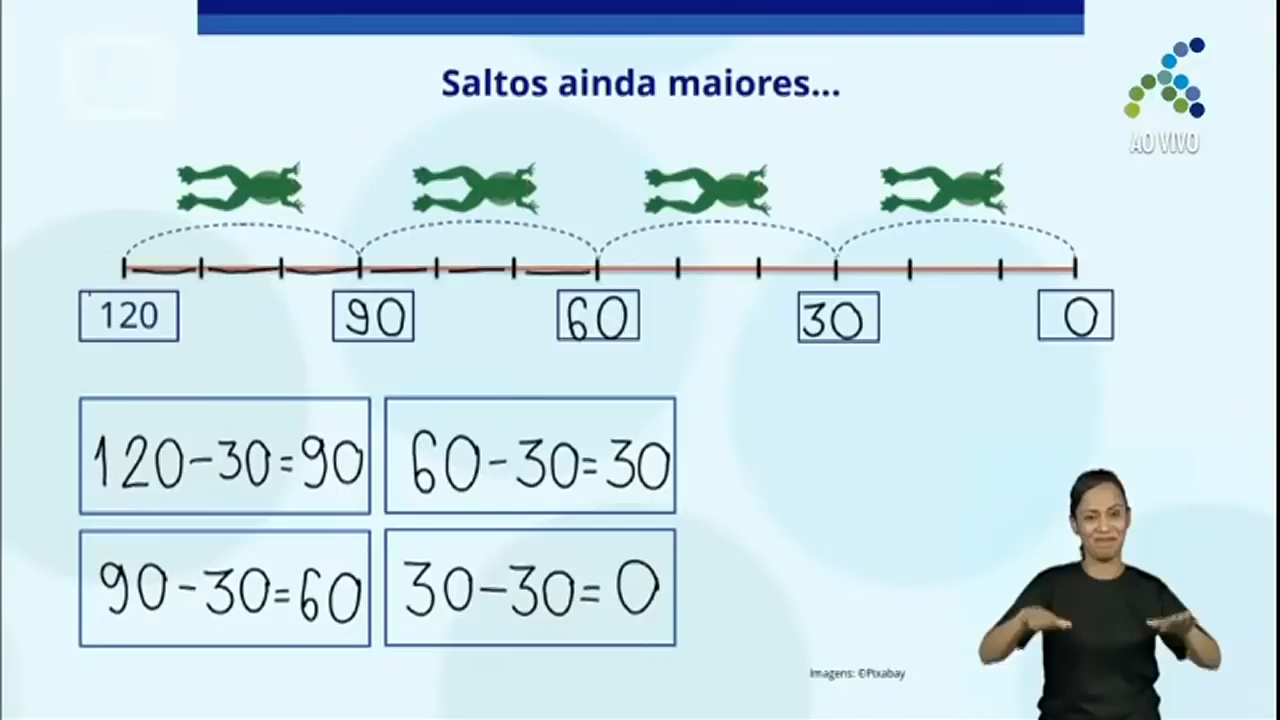 Saltos ainda maiores...
AO VIVO
120 90 60 30 0
120-30=90 60-30=30
90-30=60 30-30=0
Imagens: ©Pixabay